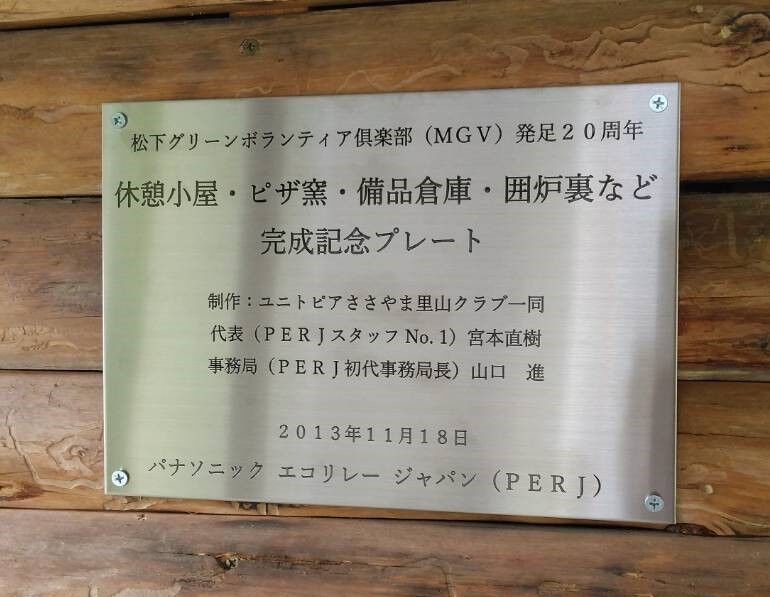 松下グリーンボランティア倶楽部（ＭＧＶ）発足２０周年
休憩小屋・ピザ窯・備品倉庫・囲炉裏など
完成記念プレート
制作：ユニトピアささやま里山クラブ一同
代表（ＰＥＲＪスタッフ No. 1）宮本直樹
事務局（ＰＥＲＪ初代事務局長）山口　進
２０１３年１１月１８日
パナソニック エコリレー ジャパン（ＰＥＲＪ）